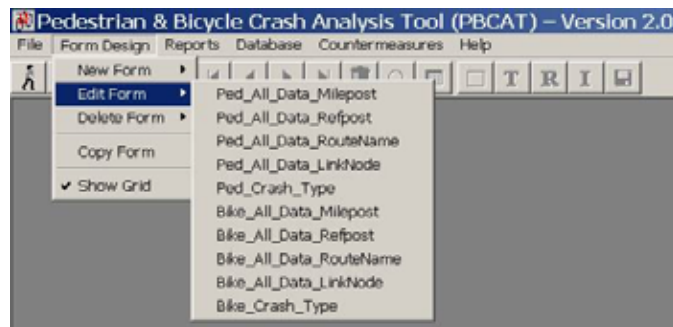 Pedestrian & Bicycle Crash Analysis Tool (PBCAT) – Version 2.0
File Form Design Reports Database Countermeasures Help
T R I
New Form
Edit Form
Delete Form
Copy Form
Show Grid
Ped_All_Data_Milepost
Ped_All_Data_Refpost
Ped_All_Data_RouteName
Ped_All_Data_LinkNode
Ped_Crash_Type
Bike_All_Data_Milepost
Bike_All_Data_Refpost
Bike_All_Data_RouteName
Bike_All_Data_LinkNode
Bike_Crash_Type